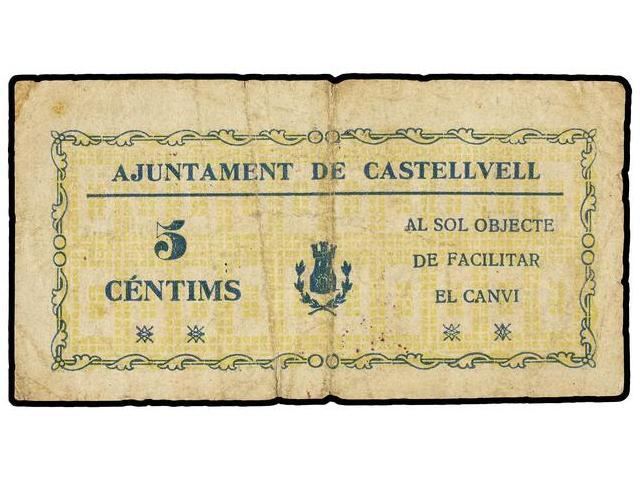 AJUNTAMENT DE CASTELLVELL
5
CÉNTIMS
AL SOL OBJECTE
DE FACILITAR
EL CANVI